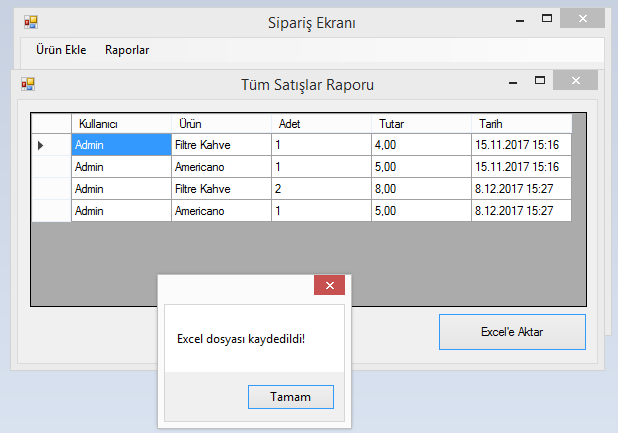 Sipariş Ekranı
Ürün Ekle Raporlar
Tüm Satışlar Raporu
Kullanıcı Ürün Adet Tutar Tarih
Admin Filtre Kahve 1 4,00 15.11.2017 15:16
Admin Americano 1 5,00 15.11.2017 15:16
Admin Filtre Kahve 2 8,00 8.12.2017 15:27
Admin Americano 1 5,00 8.12.2017 15:27
Excel dosyası kaydedildi!
Tamam
Excel'e Aktar